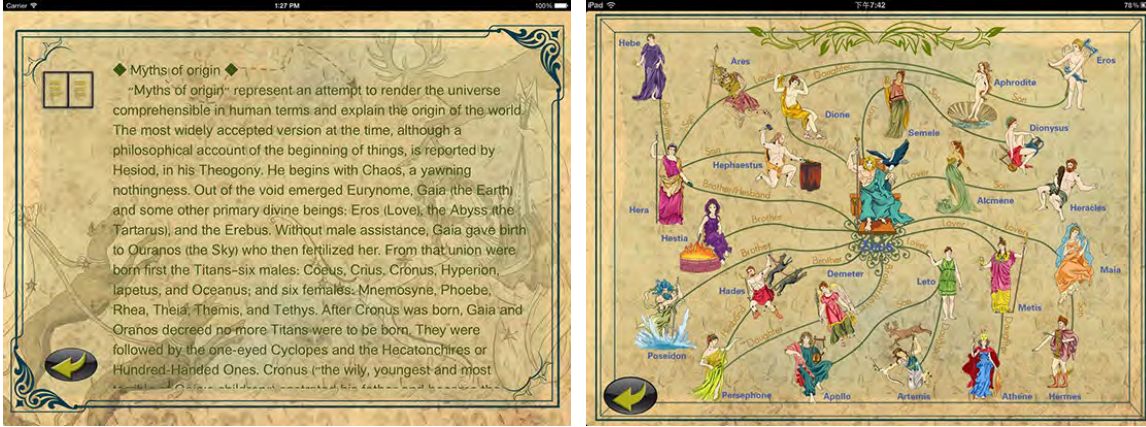 Carrier 1:27 PM 100%
◆ Myths of origin ◆
"Myths of origin" represent an attempt to render the universe
comprehensible in human terms and explain the origin of the world.
The most widely accepted version at the time, although a
philosophical account of the beginning of things, is reported by
Hesiod, in his Theogony. He begins with Chaos, a yawning
nothingness. Out of the void emerged Eurynome, Gaia (the Earth)
and some other primary divine beings: Eros (Love), the Abyss (the
Tartarus), and the Erebus. Without male assistance, Gaia gave birth
to Ouranos (the Sky) who then fertilized her. From that union were
born first the Titans-six males: Coeus, Crius, Cronus, Hyperion,
Iapetus, and Oceanus; and six females: Mnemosyne, Phoebe,
Rhea, Theia, Themis, and Tethys. After Cronus was born, Gaia and
Oranos decreed no more Titans were to be born. They were
followed by the one-eyed Cyclopes and the Hecatonchires or
Hundred-Handed Ones. Cronus ("the wily, youngest and most
iPad 下午7:42 78%
Hebe
Ares
Eros
Love
Daughter
Aphrodite
Son
Dione
Semele
Dionysus
Hephaestus
Son
Lover
Son
Alcmene
Heracles
Hera
Brother/Husband
Brother
Hestia
Zeus
Lover
Lover
Maia
Brother
Brother
Demeter
Leto
Metis
Hades
Son
Son
Poseidon
Daughter
Persephone
Apollo
Artemis
Athene
Hermes